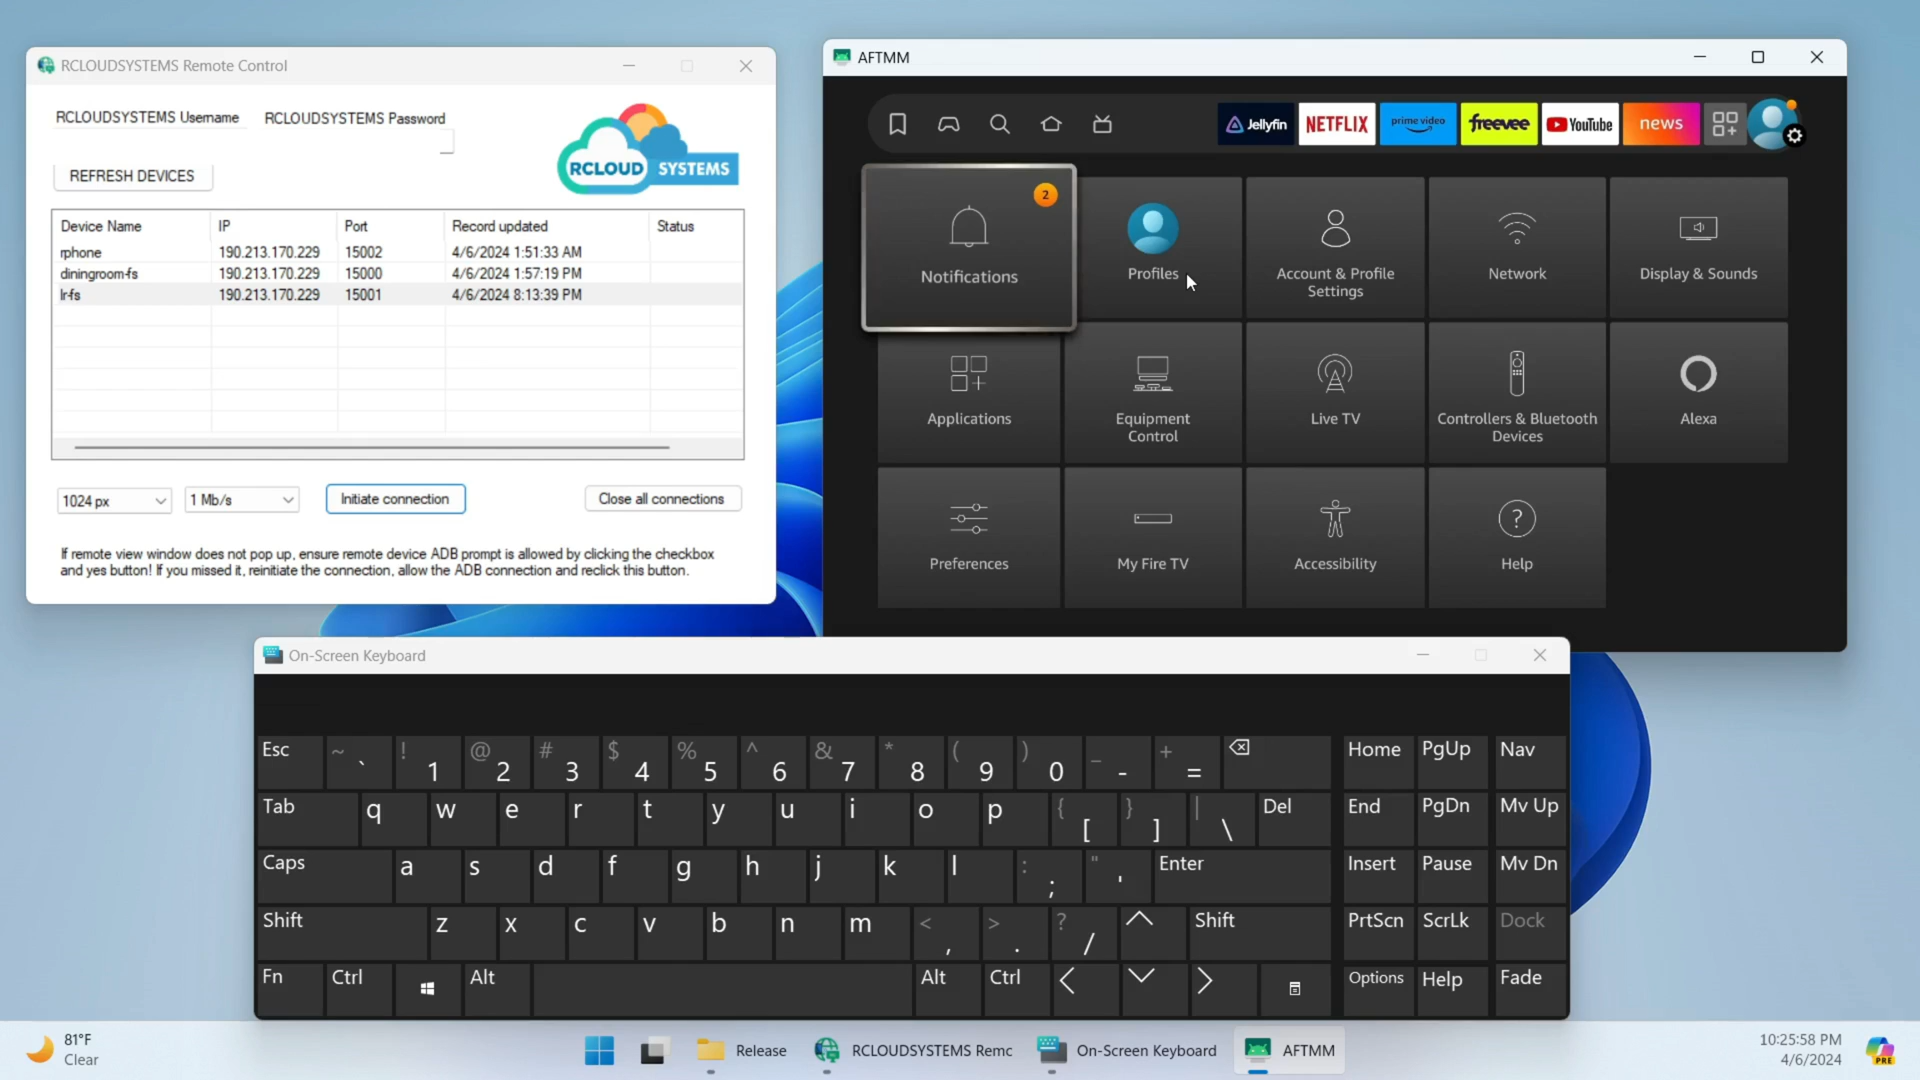 RCLOUDSYSTEMS Remote Control
RCLOUDSYSTEMS Username
RCLOUDSYSTEMS Password
RCLOUD SYSTEMS
REFRESH DEVICES
Device Name IP Port Record updated Status
rphone 190.213.170.229 15002 4/6/2024 1:51:33 AM
diningroom-fs 190.213.170.229 15000 4/6/2024 1:57:19 PM
lr-fs 190.213.170.229 15001 4/6/2024 8:13:39 PM
1024 px
1 Mb/s
Initiate connection
Close all connections
If remote view window does not pop up, ensure remote device ADB prompt is allowed by clicking the checkbox
and yes button! If you missed it, reinitiate the connection, allow the ADB connection and reclick this button.
AFTMM
Jellyfin
NETFLIX
prime video
freevee
YouTube
news
2
Notifications
Profiles
Account & Profile
Settings
Network
Display & Sounds
Applications
Equipment
Control
Live TV
Controllers & Bluetooth
Devices
Alexa
Preferences
My Fire TV
Accessibility
?
Help
On-Screen Keyboard
Esc ~ ` ! 1 @ 2 # 3 $ 4 % 5 ^ 6 & 7 * 8 ( 9 ) 0 _ - + = Home PgUp Nav
Tab q w e r t y u i o p { [ } ] | \ Del End PgDn Mv Up
Caps a s d f g h j k l : ; " ' Enter Insert Pause Mv Dn
Shift z x c v b n m < , > . ? / Shift PrtScn ScrLk Dock
Fn Ctrl Alt Alt Ctrl Options Help Fade
81°F
Clear
Release
RCLOUDSYSTEMS Remc
On-Screen Keyboard
AFTMM
10:25:58 PM
4/6/2024
PRE